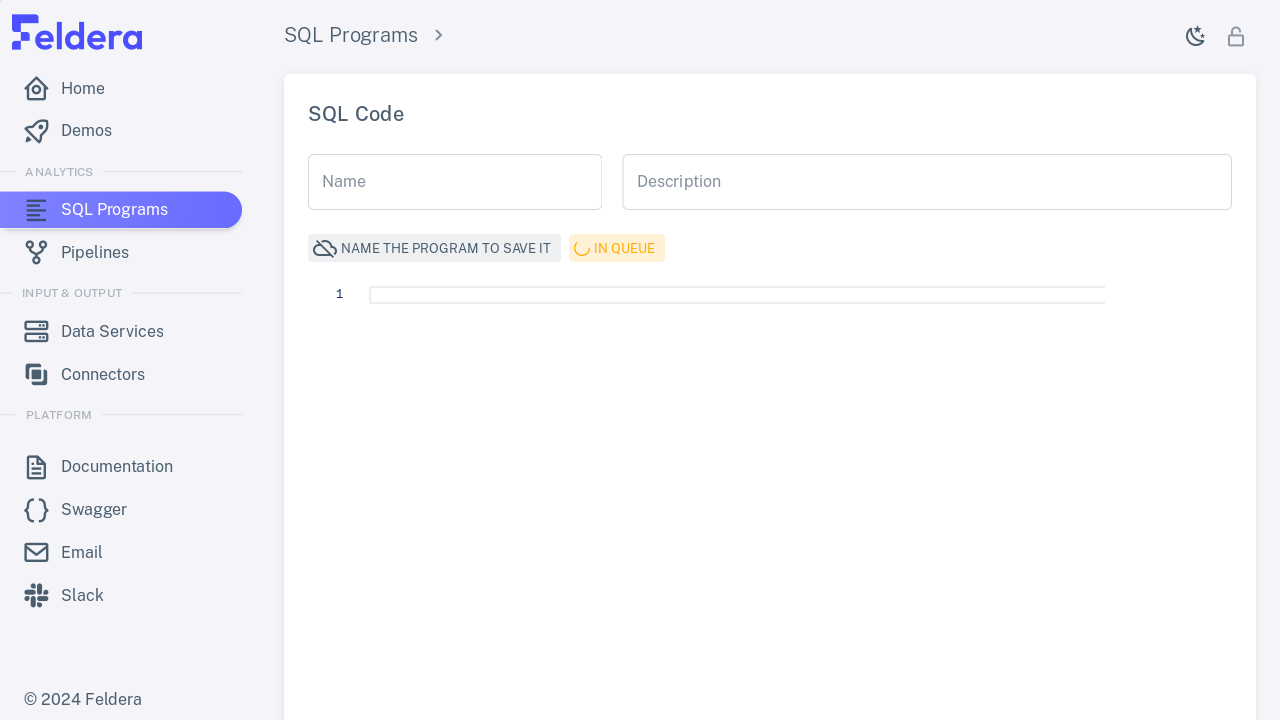 Feldera
Home
Demos
ANALYTICS
SQL Programs
Pipelines
INPUT & OUTPUT
Data Services
Connectors
PLATFORM
Documentation
Swagger
Email
Slack
© 2024 Feldera
SQL Programs
SQL Code
Name
Description
NAME THE PROGRAM TO SAVE IT
IN QUEUE
1